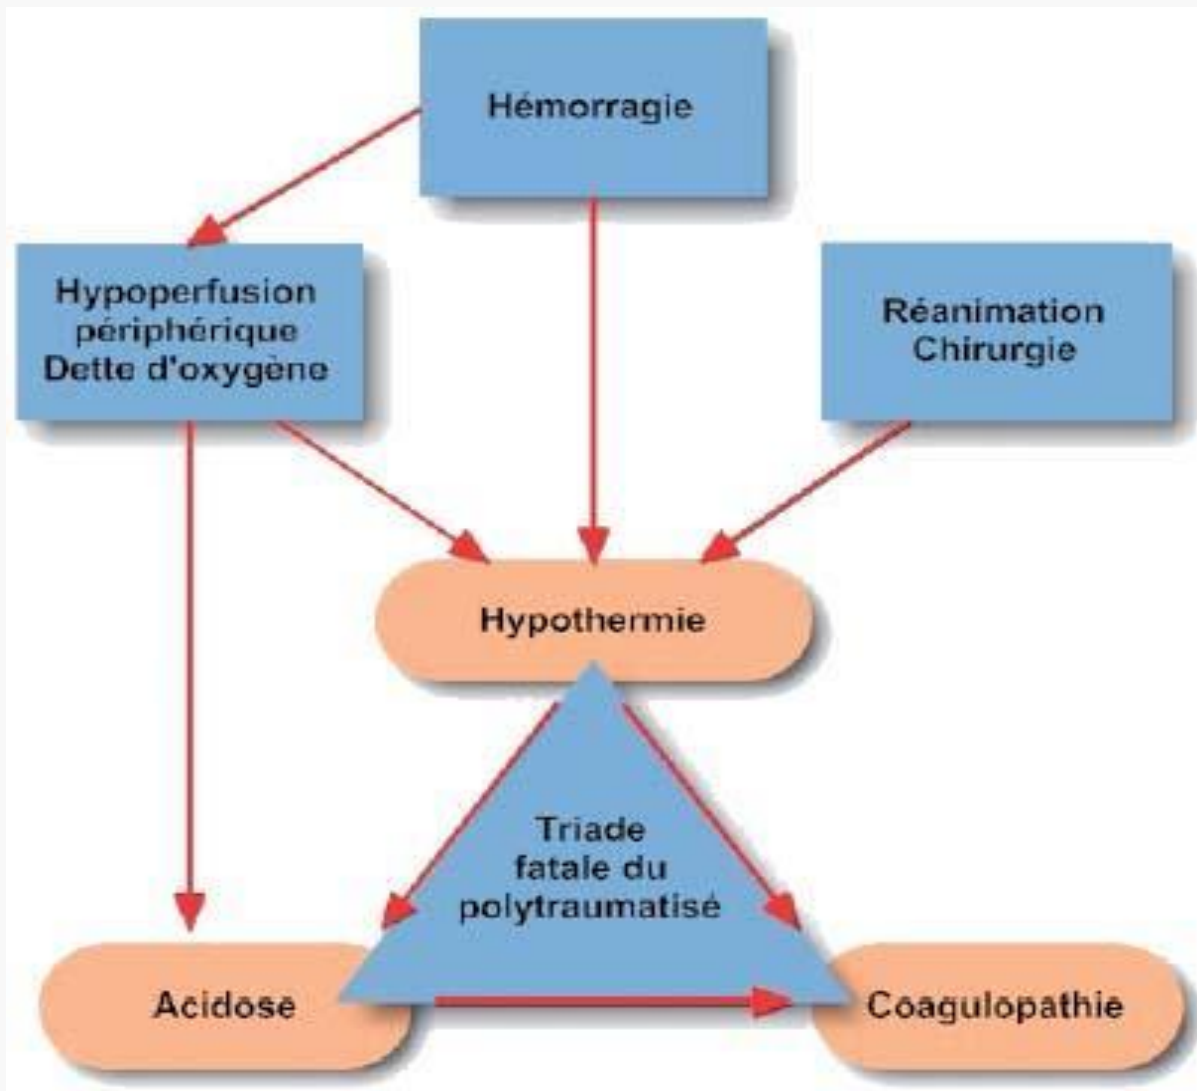 Hémorragie
Hypoperfusion
périphérique
Dette d'oxygène
Réanimation
Chirurgie
Hypothermie
Triade
fatale du
polytraumatisé
Acidose
Coagulopathie